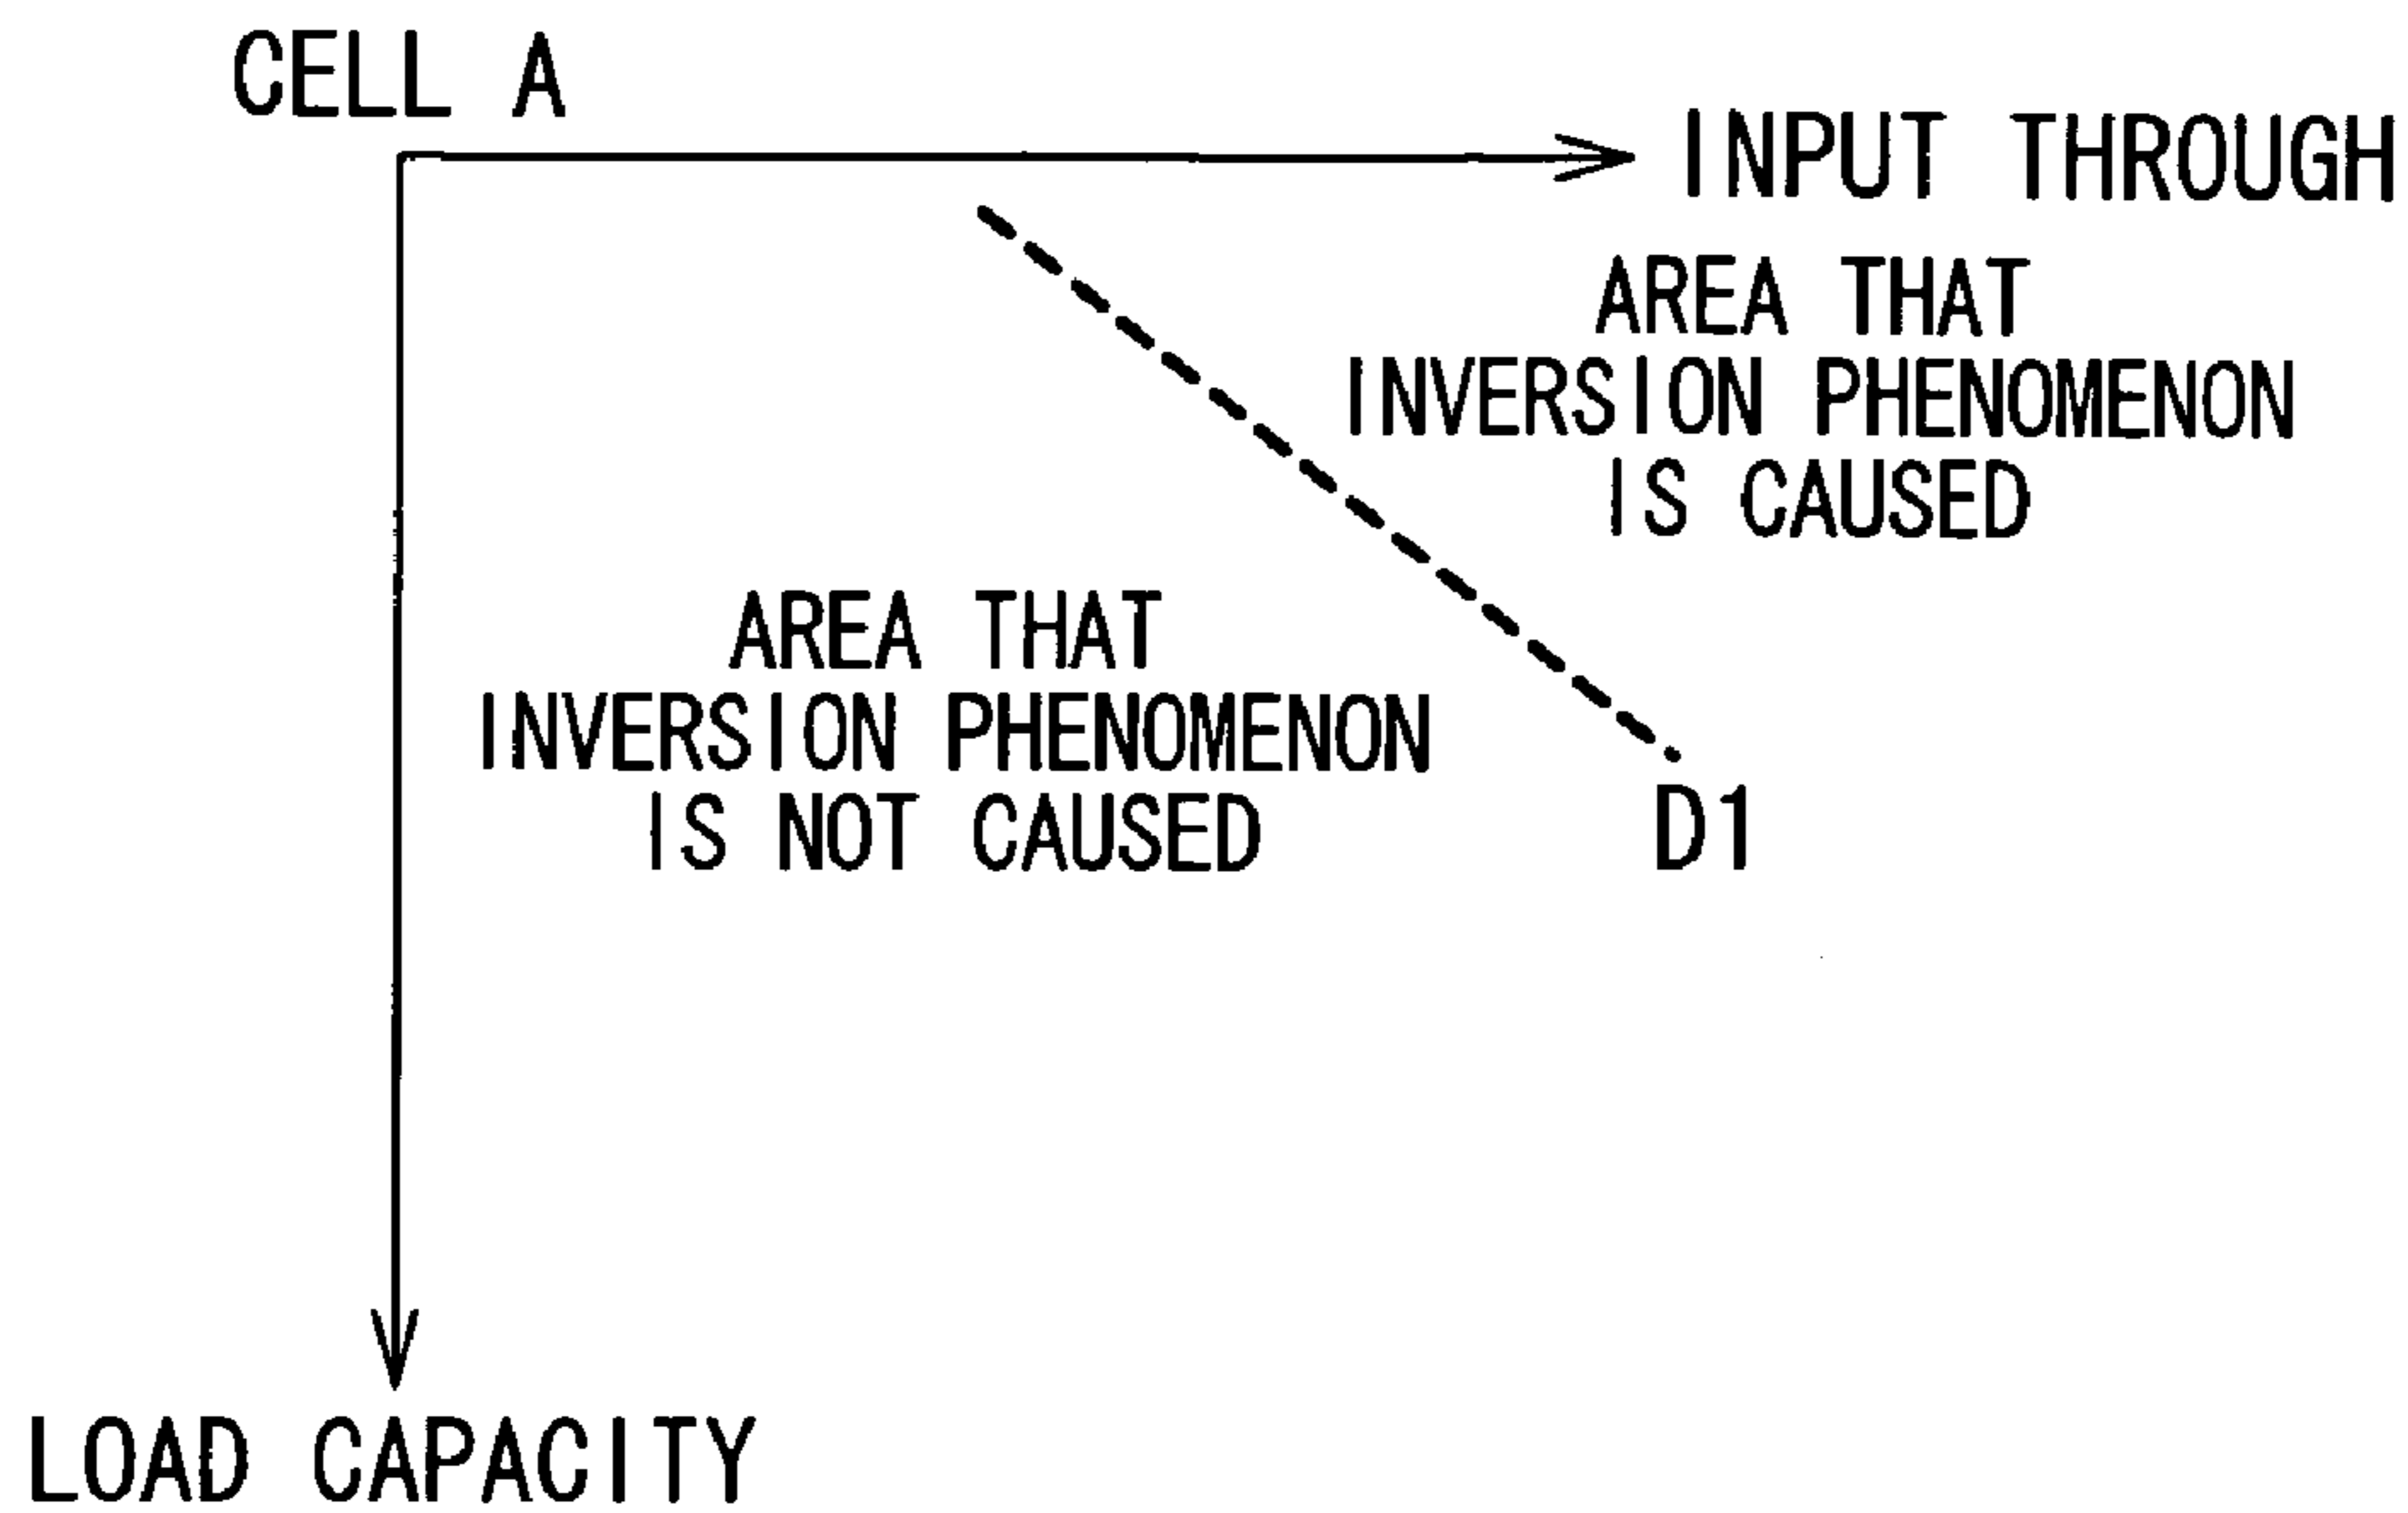 CELL A
INPUT THROUGH
AREA THAT
INVERSION PHENOMENON
IS CAUSED
AREA THAT
INVERSION PHENOMENON
IS NOT CAUSED
D1
LOAD CAPACITY